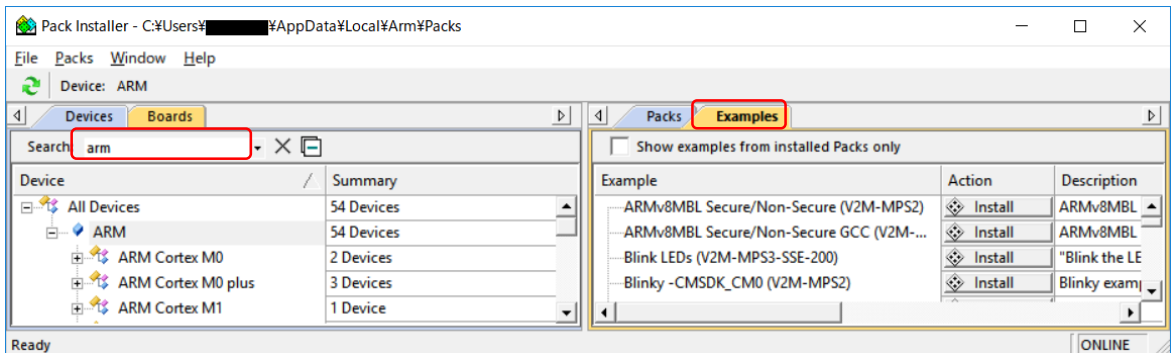 Pack Installer - C:¥Users¥ ¥AppData¥Local¥Arm¥Packs
File Packs Window Help
Device: ARM
Devices Boards
Search: arm
Device Summary
All Devices 54 Devices
ARM 54 Devices
ARM Cortex M0 2 Devices
ARM Cortex M0 plus 3 Devices
ARM Cortex M1 1 Device
Packs Examples
Show examples from installed Packs only
Example Action Description
ARMv8MBL Secure/Non-Secure (V2M-MPS2) Install ARMv8MBL
ARMv8MBL Secure/Non-Secure GCC (V2M-... Install ARMv8MBL
Blink LEDs (V2M-MPS3-SSE-200) Install "Blink the LE
Blinky -CMSDK_CM0 (V2M-MPS2) Install Blinky exam
Ready ONLINE